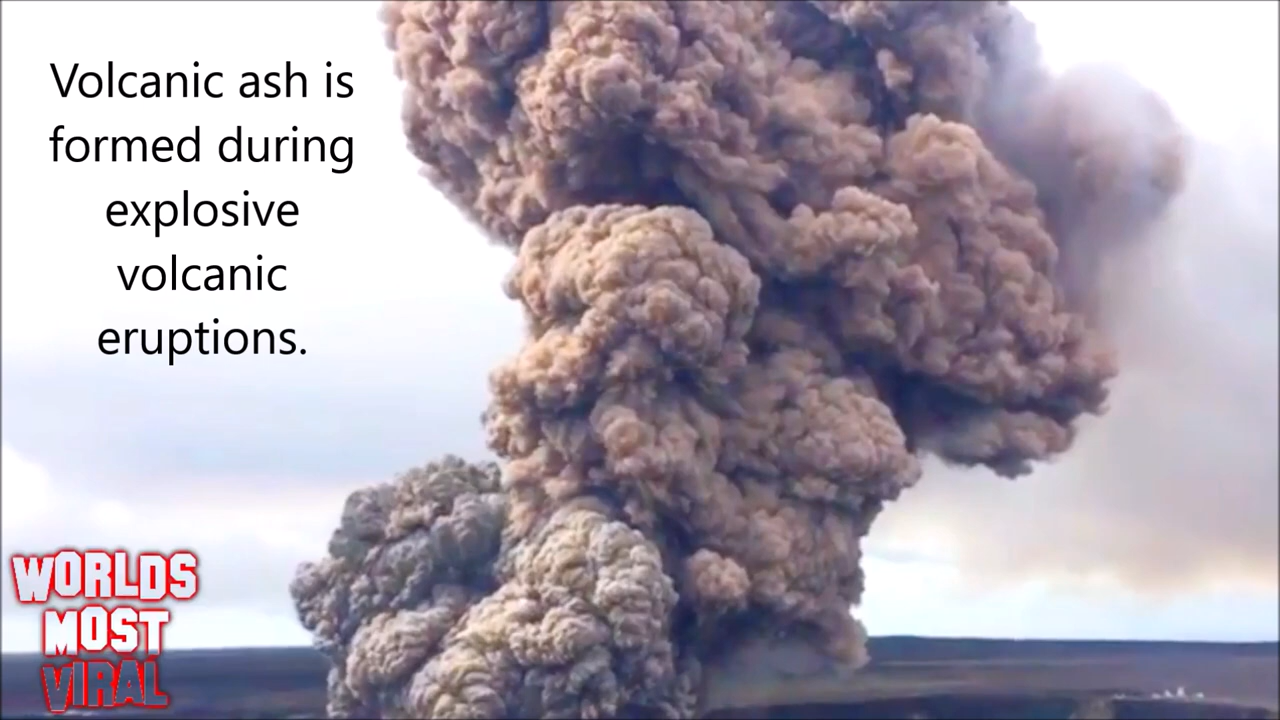 Volcanic ash is
formed during
explosive
volcanic
eruptions.
WORLDS
MOST
VIRAL